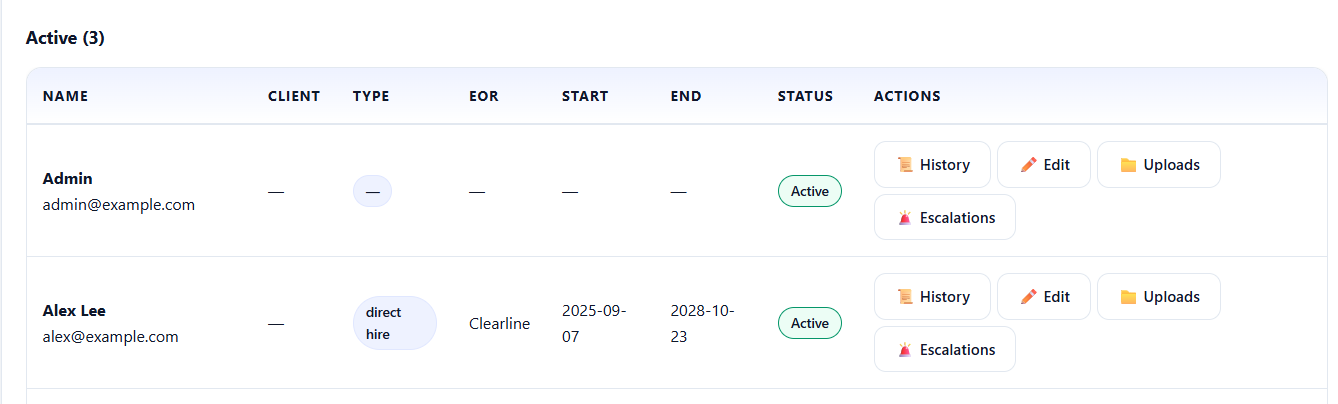 Active (3)
NAME CLIENT TYPE EOR START END STATUS ACTIONS
Admin
admin@example.com
— — — — — Active
History Edit Uploads
Escalations
Alex Lee
alex@example.com
— direct
hire Clearline 2025-09-
07 2028-10-
23 Active
History Edit Uploads
Escalations